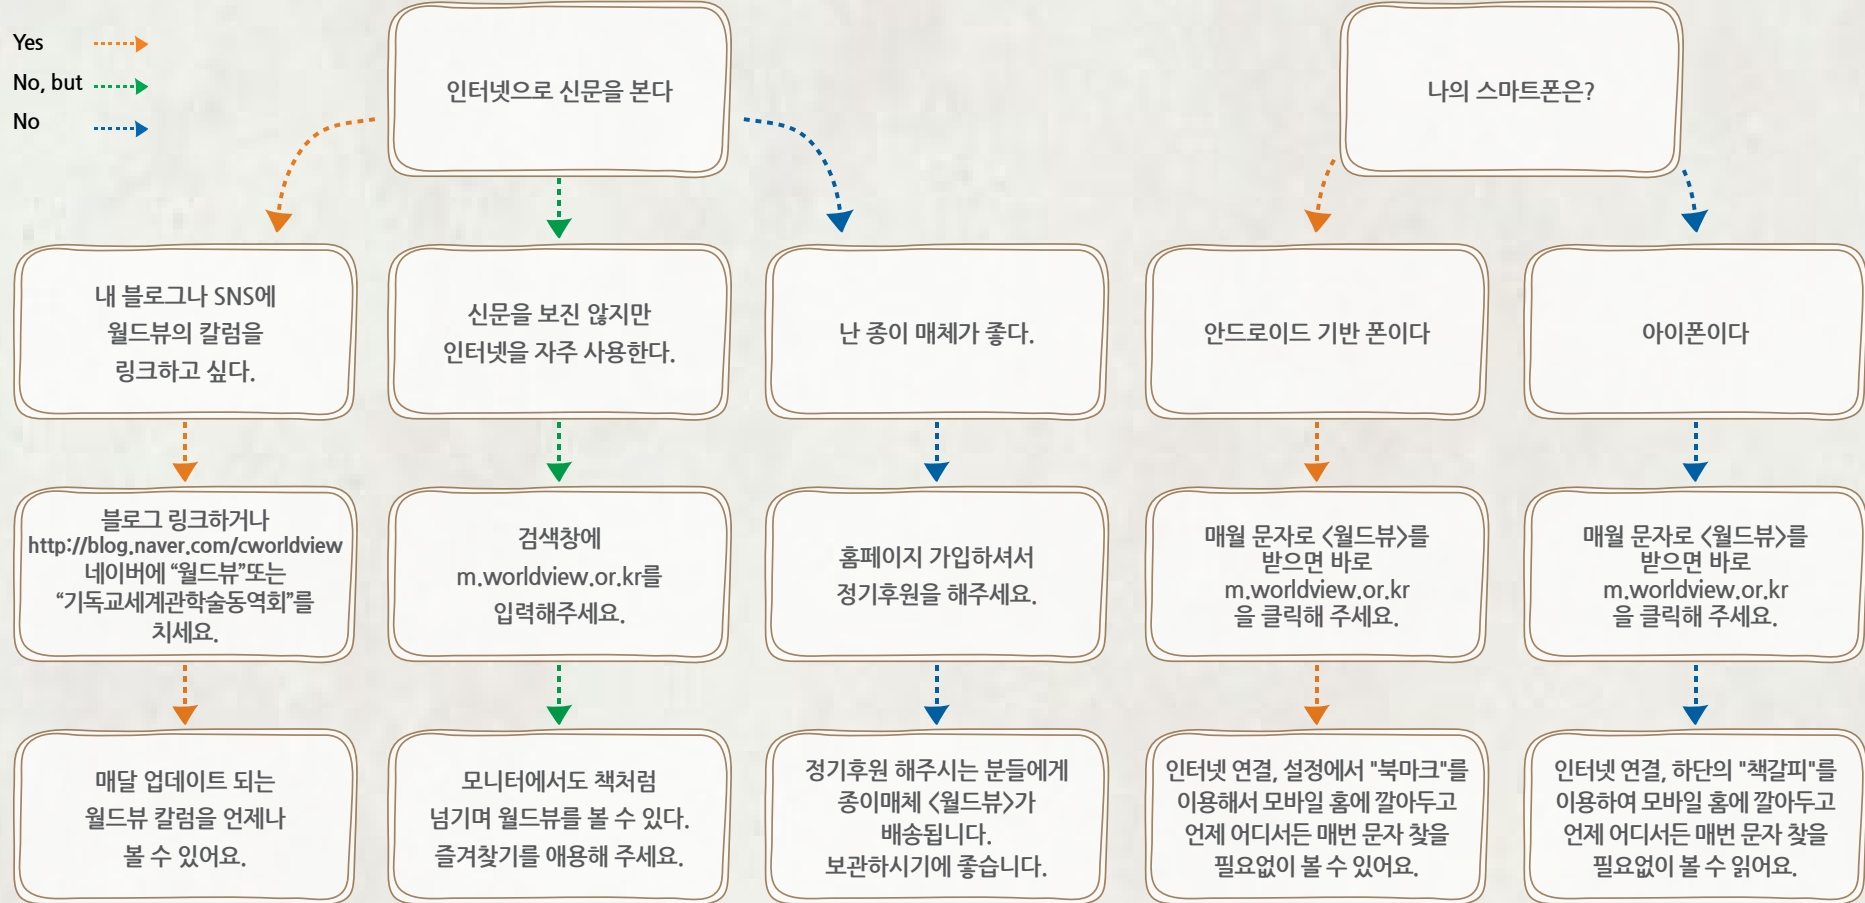 Yes
No, but
No
인터넷으로 신문을 본다
나의 스마트폰은?
내 블로그나 SNS에
월드뷰의 칼럼을
링크하고 싶다.
신문을 보진 않지만
인터넷을 자주 사용한다.
난 종이 매체가 좋다.
안드로이드 기반 폰이다
아이폰이다
블로그 링크하거나
http://blog.naver.com/cworldview
네이버에 “월드뷰”또는
“기독교세계관학술동역회”를
치세요.
검색창에
m.worldview.or.kr를
입력해주세요.
홈페이지 가입하셔서
정기후원을 해주세요.
매월 문자로 <월드뷰>를
받으면 바로
m.worldview.or.kr
을 클릭해 주세요.
매월 문자로 <월드뷰>를
받으면 바로
m.worldview.or.kr
을 클릭해 주세요.
매달 업데이트 되는
월드뷰 칼럼을 언제나
볼 수 있어요.
모니터에서도 책처럼
넘기며 월드뷰를 볼 수 있다.
즐겨찾기를 애용해 주세요.
정기후원 해주시는 분들에게
종이매체 <월드뷰>가
배송됩니다.
보관하시기에 좋습니다.
인터넷 연결, 설정에서 "북마크"를
이용해서 모바일 홈에 깔아두고
언제 어디서든 매번 문자 찾을
필요없이 볼 수 있어요.
인터넷 연결, 하단의 "책갈피"를
이용하여 모바일 홈에 깔아두고
언제 어디서든 매번 문자 찾을
필요없이 볼 수 읽어요.